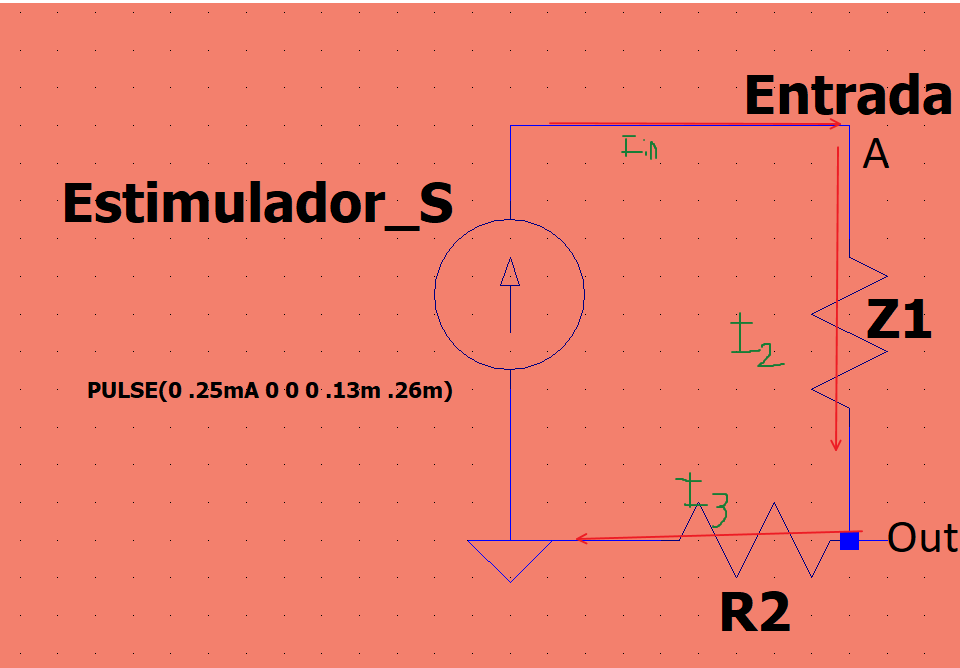 Entrada
Iin
A
Estimulador_S
Z1
I2
PULSE(0 .25mA 0 0 0 .13m .26m)
I3
Out
R2